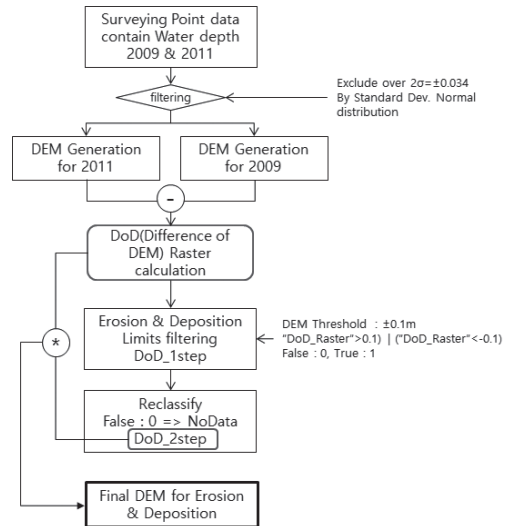 Surveying Point data
contain Water depth
2009 & 2011
filtering
Exclude over 2σ=±0.034
By Standard Dev. Normal
distribution
DEM Generation
for 2011
DEM Generation
for 2009
-
DoD(Difference of
DEM) Raster
calculation
Erosion & Deposition
Limits filtering
DoD_1step
DEM Threshold : ±0.1m
"DoD_Raster">0.1) | ("DoD_Raster"<-0.1)
False : 0, True : 1
*
Reclassify
False : 0 => NoData
DoD_2step
Final DEM for Erosion
& Deposition